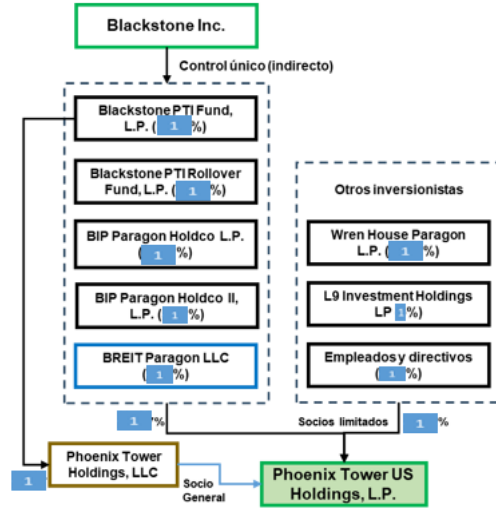 Blackstone Inc.
Control único (indirecto)
Blackstone PTI Fund,
L.P. ( 1 %)
Blackstone PTI Rollover
Fund, L.P. ( 1 %)
BIP Paragon Holdco L.P.
( 1 %)
BIP Paragon Holdco II,
L.P. ( 1 %)
BREIT Paragon LLC
( 1 %)
Otros inversionistas
Wren House Paragon
L.P. ( 1 %)
L9 Investment Holdings
LP 1 %)
Empleados y directivos
( 1 %)
1 %
Socios limitados
1 %
Phoenix Tower
Holdings, LLC
1
Socio
General
Phoenix Tower US
Holdings, L.P.